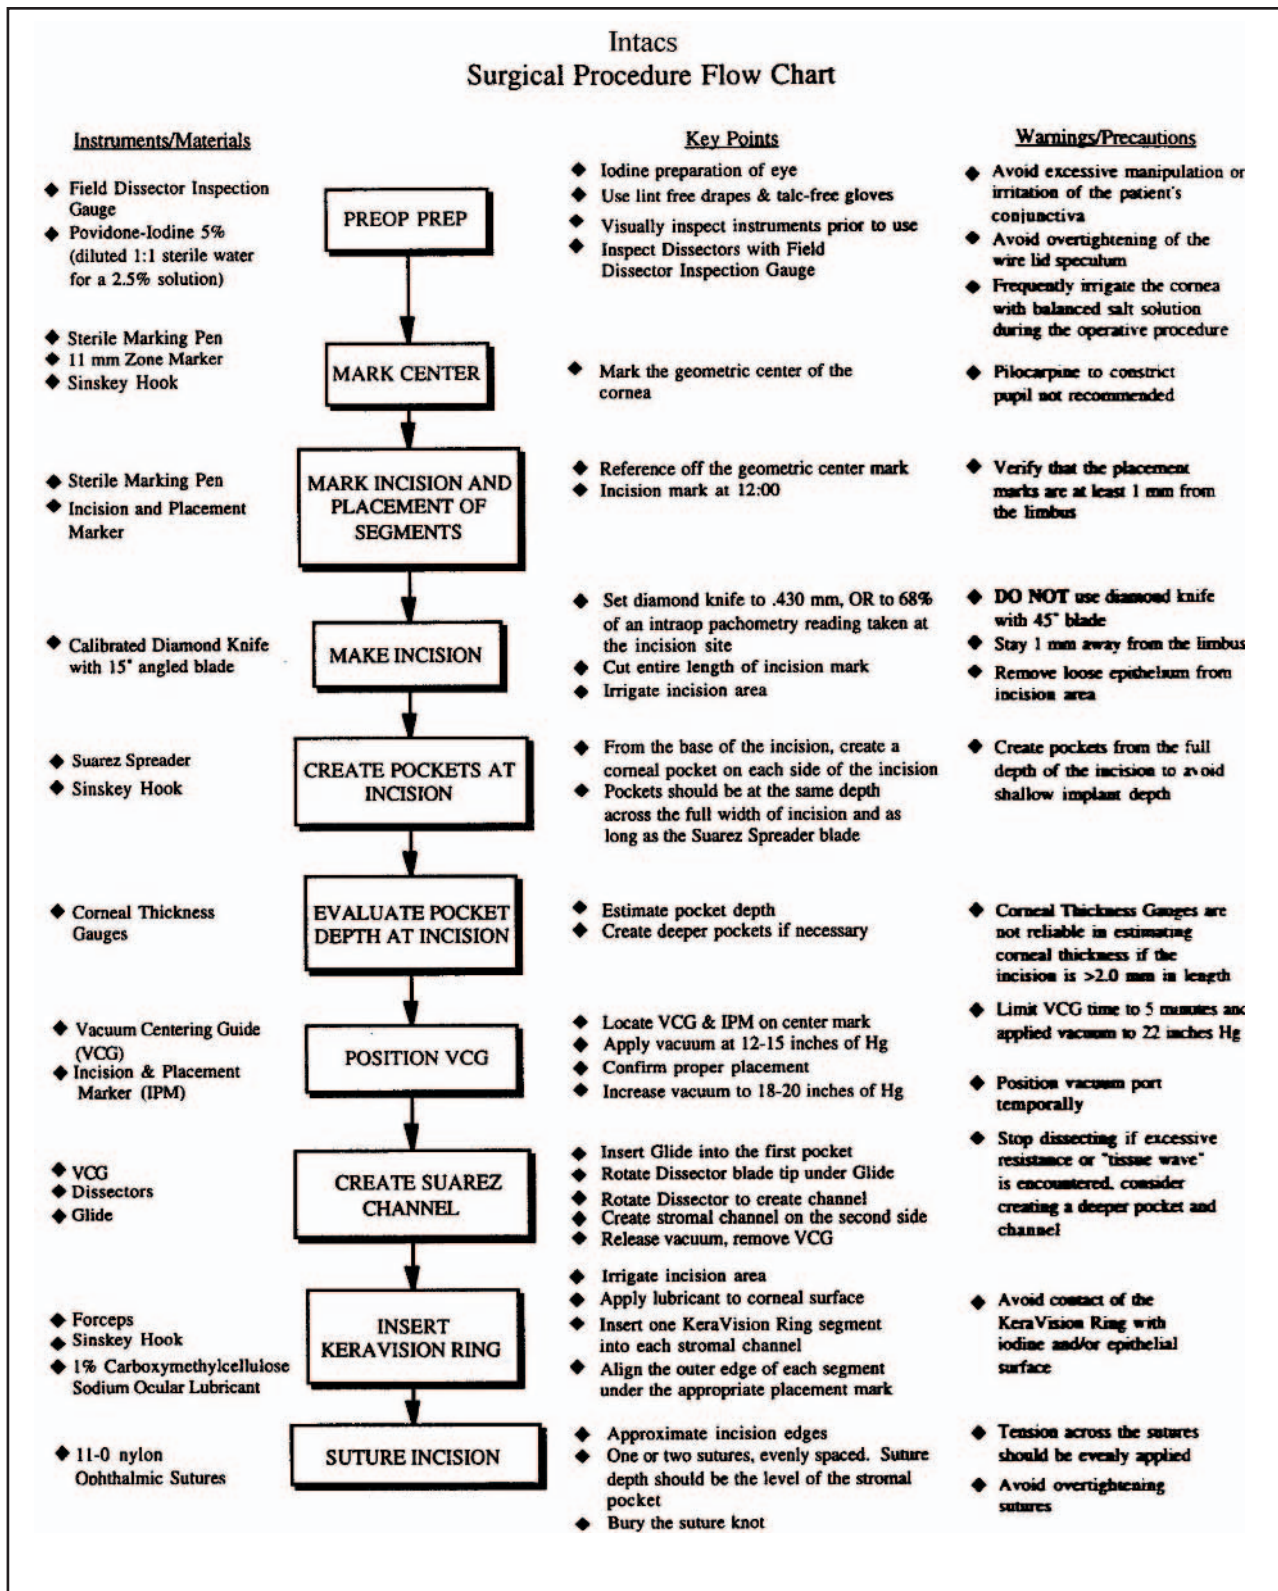 Intacs
Surgical Procedure Flow Chart
Instruments/Materials
Key Points
Warnings/Precautions
◆ Field Dissector Inspection
Gauge
◆ Povidone-Iodine 5%
(diluted 1:1 sterile water
for a 2.5% solution)
PREOP PREP
◆ Iodine preparation of eye
◆ Use lint free drapes & talc-free gloves
◆ Visually inspect instruments prior to use
◆ Inspect Dissectors with Field
Dissector Inspection Gauge
◆ Avoid excessive manipulation or
irritation of the patient's
conjunctiva
◆ Avoid overtightening of the
wire lid speculum
◆ Frequently irrigate the cornea
with balanced salt solution
during the operative procedure
◆ Sterile Marking Pen
◆ 11 mm Zone Marker
◆ Sinskey Hook
MARK CENTER
◆ Mark the geometric center of the
cornea
◆ Pilocarpine to constrict
pupil not recommended
◆ Sterile Marking Pen
◆ Incision and Placement
Marker
MARK INCISION AND
PLACEMENT OF
SEGMENTS
◆ Reference off the geometric center mark
◆ Incision mark at 12:00
◆ Verify that the placement
marks are at least 1 mm from
the limbus
◆ Calibrated Diamond Knife
with 15° angled blade
MAKE INCISION
◆ Set diamond knife to .430 mm, OR to 68%
of an intraop pachometry reading taken at
the incision site
◆ Cut entire length of incision mark
◆ Irrigate incision area
◆ DO NOT use diamond knife
with 45° blade
◆ Stay 1 mm away from the limbus
◆ Remove loose epithelium from
incision area
◆ Suarez Spreader
◆ Sinskey Hook
CREATE POCKETS AT
INCISION
◆ From the base of the incision, create a
corneal pocket on each side of the incision
◆ Pockets should be at the same depth
across the full width of incision and as
long as the Suarez Spreader blade
◆ Create pockets from the full
depth of the incision to avoid
shallow implant depth
◆ Corneal Thickness
Gauges
EVALUATE POCKET
DEPTH AT INCISION
◆ Estimate pocket depth
◆ Create deeper pockets if necessary
◆ Corneal Thickness Gauges are
not reliable in estimating
corneal thickness if the
incision is >2.0 mm in length
◆ Vacuum Centering Guide
(VCG)
◆ Incision & Placement
Marker (IPM)
POSITION VCG
◆ Locate VCG & IPM on center mark
◆ Apply vacuum at 12-15 inches of Hg
◆ Confirm proper placement
◆ Increase vacuum to 18-20 inches of Hg
◆ Limit VCG time to 5 minutes and
applied vacuum to 22 inches Hg
◆ Position vacuum port
temporally
◆ VCG
◆ Dissectors
◆ Glide
CREATE SUAREZ
CHANNEL
◆ Insert Glide into the first pocket
◆ Rotate Dissector blade tip under Glide
◆ Rotate Dissector to create channel
◆ Create stromal channel on the second side
◆ Release vacuum, remove VCG
◆ Stop dissecting if excessive
resistance or "tissue wave"
is encountered, consider
creating a deeper pocket and
channel
◆ Forceps
◆ Sinskey Hook
◆ 1% Carboxymethylcellulose
Sodium Ocular Lubricant
INSERT
KERAVISION RING
◆ Irrigate incision area
◆ Apply lubricant to corneal surface
◆ Insert one KeraVision Ring segment
into each stromal channel
◆ Align the outer edge of each segment
under the appropriate placement mark
◆ Avoid contact of the
KeraVision Ring with
iodine and/or epithelial
surface
◆ 11-0 nylon
Ophthalmic Sutures
SUTURE INCISION
◆ Approximate incision edges
◆ One or two sutures, evenly spaced. Suture
depth should be the level of the stromal
pocket
◆ Bury the suture knot
◆ Tension across the sutures
should be evenly applied
◆ Avoid overtightening
sutures